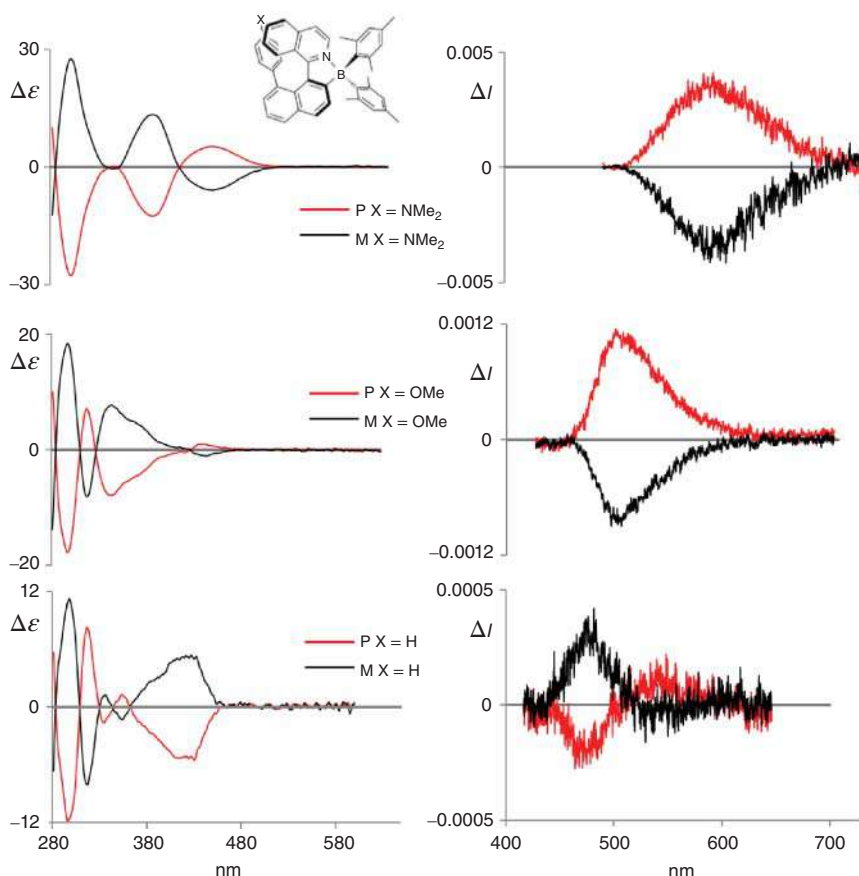 X
N
B
30
Δε
0
−30
P X = NMe₂
M X = NMe₂
0.005
ΔI
0
−0.005
20
Δε
0
−20
P X = OMe
M X = OMe
0.0012
ΔI
0
−0.0012
12
Δε
0
−12
P X = H
M X = H
280 380 480 580
nm
0.0005
ΔI
0
−0.0005
400 500 600 700
nm